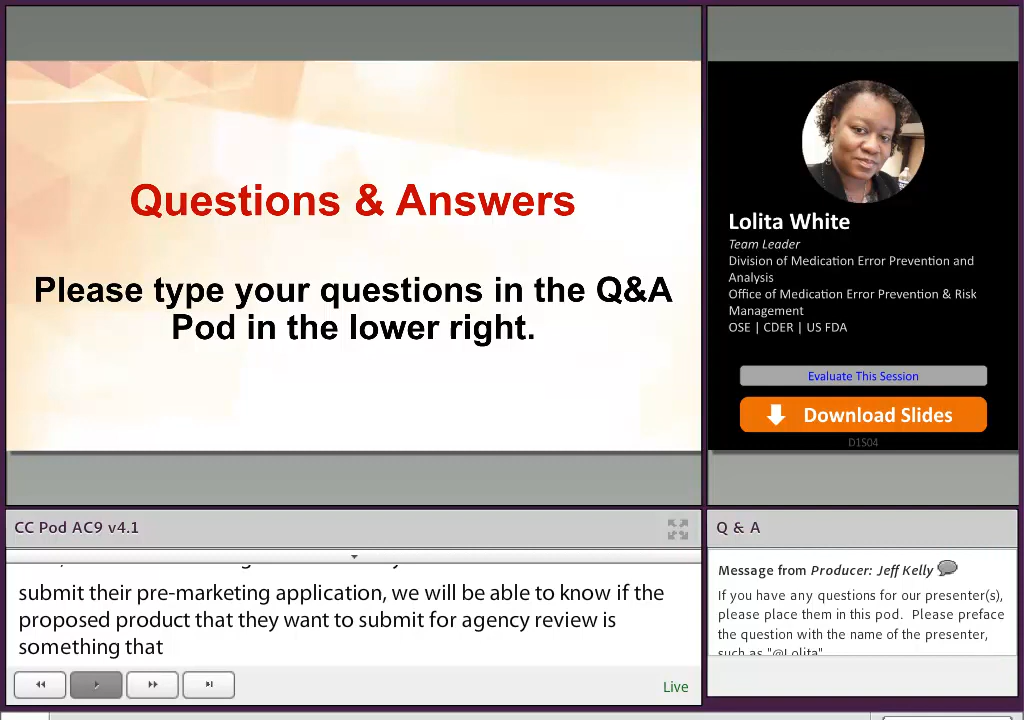 Questions & Answers
Please type your questions in the Q&A
Pod in the lower right.
Lolita White
Team Leader
Division of Medication Error Prevention and
Analysis
Office of Medication Error Prevention & Risk
Management
OSE | CDER | US FDA
Evaluate This Session
Download Slides
D1S04
CC Pod AC9 v4.1
submit their pre-marketing application, we will be able to know if the
proposed product that they want to submit for agency review is
something that
Live
Q & A
Message from Producer: Jeff Kelly
If you have any questions for our presenter(s),
please place them in this pod. Please preface
the question with the name of the presenter,
such as "@Lolita"